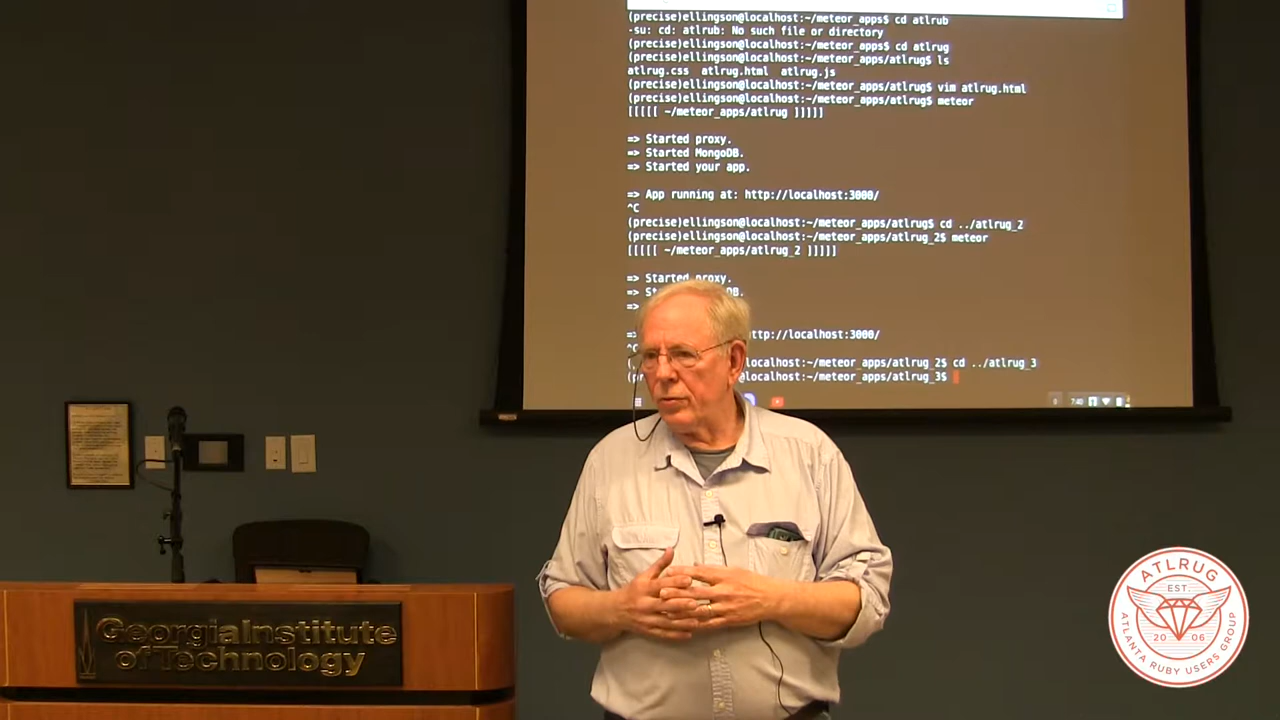 (precise)ellingson@localhost:~/meteor_apps$ cd atlrub
-su: cd: atlrub: No such file or directory
(precise)ellingson@localhost:~/meteor_apps$ cd atlrug
(precise)ellingson@localhost:~/meteor_apps/atlrug$ ls
atlrug.css atlrug.html atlrug.js
(precise)ellingson@localhost:~/meteor_apps/atlrug$ vim atlrug.html
(precise)ellingson@localhost:~/meteor_apps/atlrug$ meteor
[[[[[ ~/meteor_apps/atlrug ]]]]]
=> Started proxy.
=> Started MongoDB.
=> Started your app.
=> App running at: http://localhost:3000/
^C
(precise)ellingson@localhost:~/meteor_apps/atlrug$ cd ../atlrug_2
(precise)ellingson@localhost:~/meteor_apps/atlrug_2$ meteor
[[[[[ ~/meteor_apps/atlrug_2 ]]]]]
=> Started proxy.
=> DB.
=>
=> http://localhost:3000/
^C
@localhost:~/meteor_apps/atlrug_2$ cd ../atlrug_3
@localhost:~/meteor_apps/atlrug_3$
7:40
Georgia Institute
of Technology
ATLRUG
EST.
2006
ATLANTA RUBY USERS GROUP